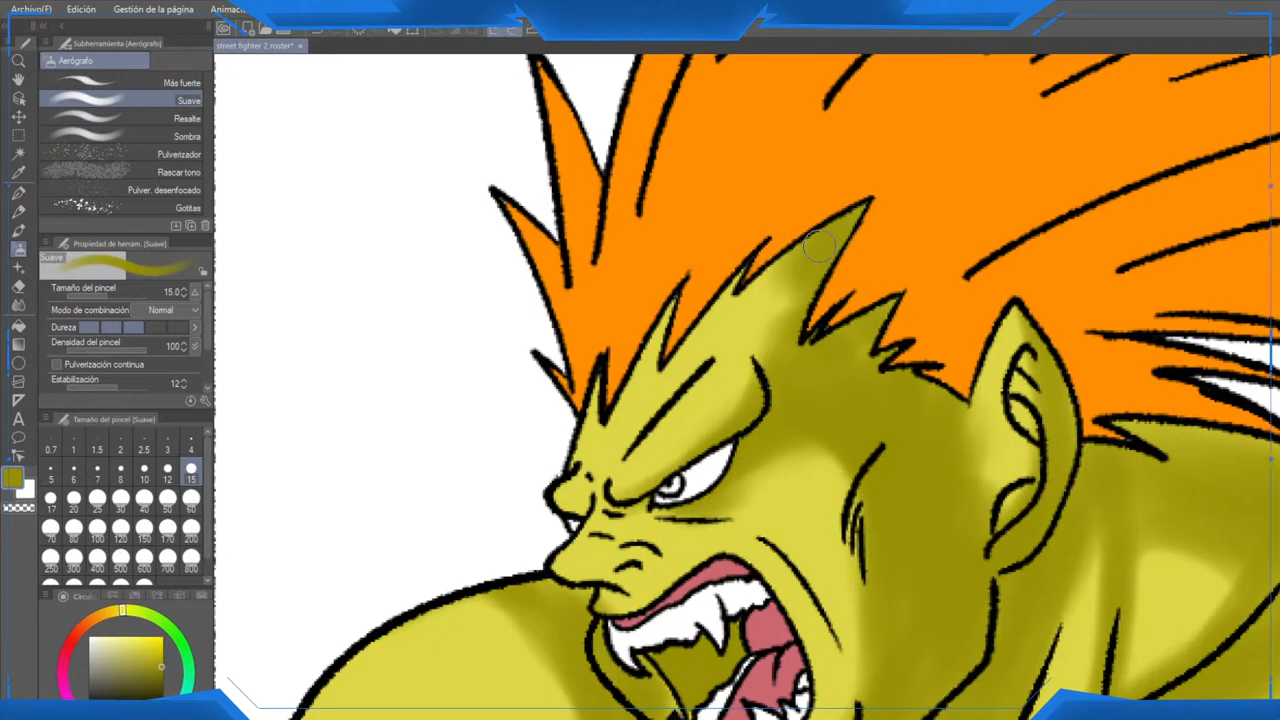 Archivo(F) Edición Gestión de la página Animació
Subherramienta [Aerógrafo]
street fighter 2 roster*
Aerógrafo
Más fuerte
Suave
Resalte
Sombra
Pulverizador
Rascar tono
Pulver. desenfocado
Gotitas
Propiedad de herram. [Suave]
Suave
Tamaño del pincel 15.0
Modo de combinación Normal
Dureza
Densidad del pincel 100
Pulverización continua
Estabilización 12
Tamaño del pincel [Suave]
0.7 1 1.5 2 2.5 3 4
5 6 7 8 10 12 15
17 20 25 30 40 50 60
70 80 100 120 150 170 200
250 300 400 500 600 700 800
Círculo